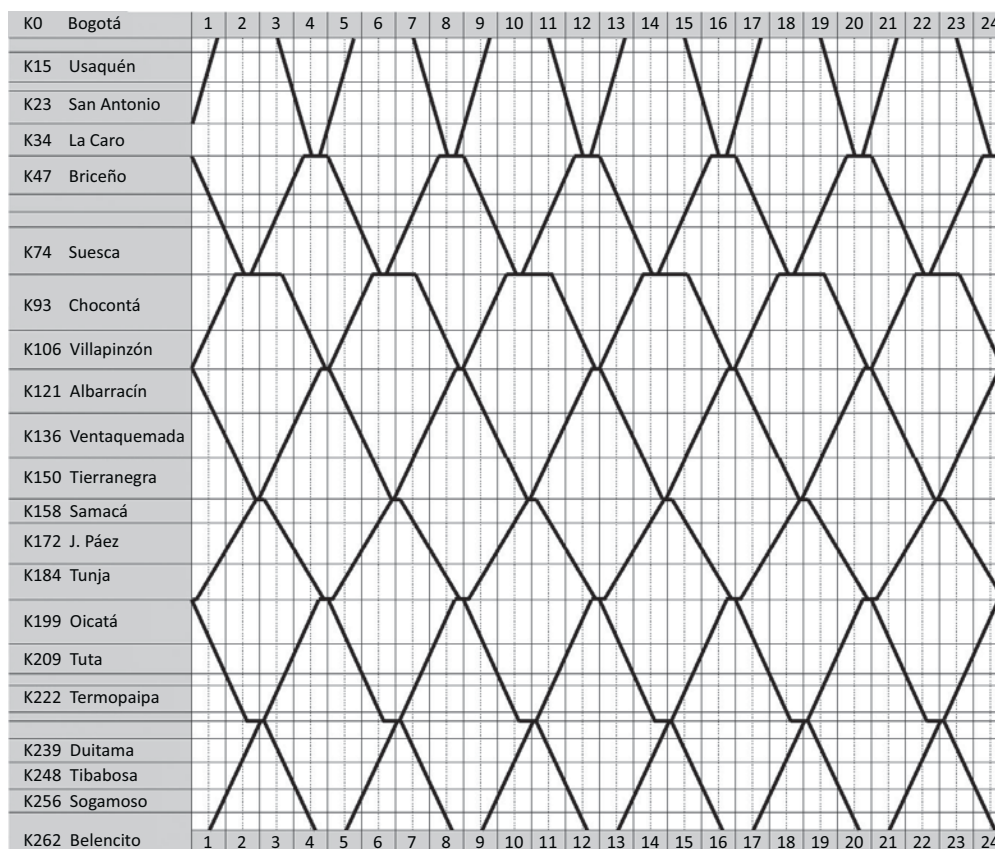 K0 Bogotá 1 2 3 4 5 6 7 8 9 10 11 12 13 14 15 16 17 18 19 20 21 22 23 24
K15 Usaquén
K23 San Antonio
K34 La Caro
K47 Briceño
K74 Suesca
K93 Chocontá
K106 Villapinzón
K121 Albarracín
K136 Ventaquemada
K150 Tierranegra
K158 Samacá
K172 J. Páez
K184 Tunja
K199 Oicatá
K209 Tuta
K222 Termopaipa
K239 Duitama
K248 Tibabosa
K256 Sogamoso
K262 Belencito 1 2 3 4 5 6 7 8 9 10 11 12 13 14 15 16 17 18 19 20 21 22 23 24